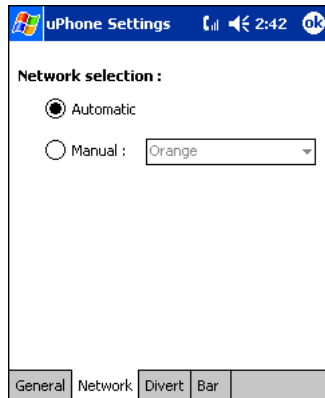 uPhone Settings 2:42 ok
Network selection :
Automatic
Manual : Orange
General Network Divert Bar